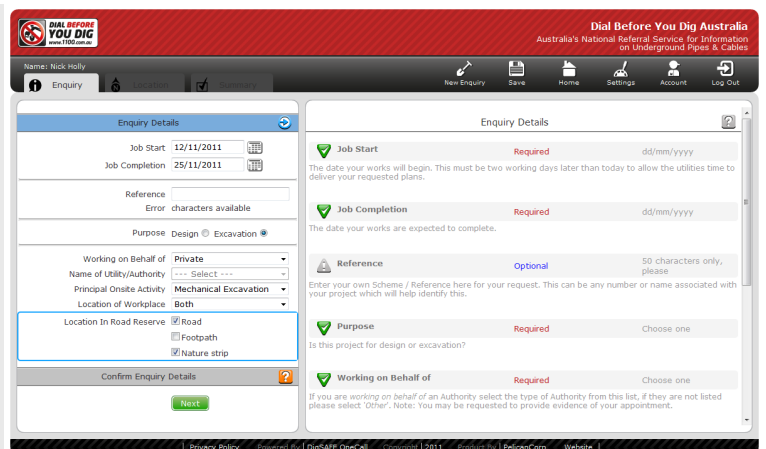 DIAL BEFORE
YOU DIG
www.1100.com.au
Dial Before You Dig Australia
Australia's National Referral Service for Information
on Underground Pipes & Cables
Name: Nick Holly
Enquiry
Location
Summary
New Enquiry
Save
Home
Settings
Account
Log Out
Enquiry Details
Job Start 12/11/2011
Job Completion 25/11/2011
Reference
Error characters available
Purpose Design Excavation
Working on Behalf of Private
Name of Utility/Authority --- Select ---
Principal Onsite Activity Mechanical Excavation
Location of Workplace Both
Location In Road Reserve Road
Footpath
Nature strip
Confirm Enquiry Details ?
Next
Enquiry Details ?
Job Start Required dd/mm/yyyy
The date your works will begin. This must be two working days later than today to allow the utilities time to
deliver your requested plans.
Job Completion Required dd/mm/yyyy
The date your works are expected to complete.
Reference Optional 50 characters only,
please
Enter your own Scheme / Reference here for your request. This can be any number or name associated with
your project which will help identify this.
Purpose Required Choose one
Is this project for design or excavation?
Working on Behalf of Required Choose one
If you are working on behalf of an Authority select the type of Authority from this list, if they are not listed
please select 'Other'. Note: You may be requested to provide evidence of your appointment.
| Privacy Policy Powered By | DigSAFE OneCall Copyright | 2011 Product By | PelicanCorp Website |